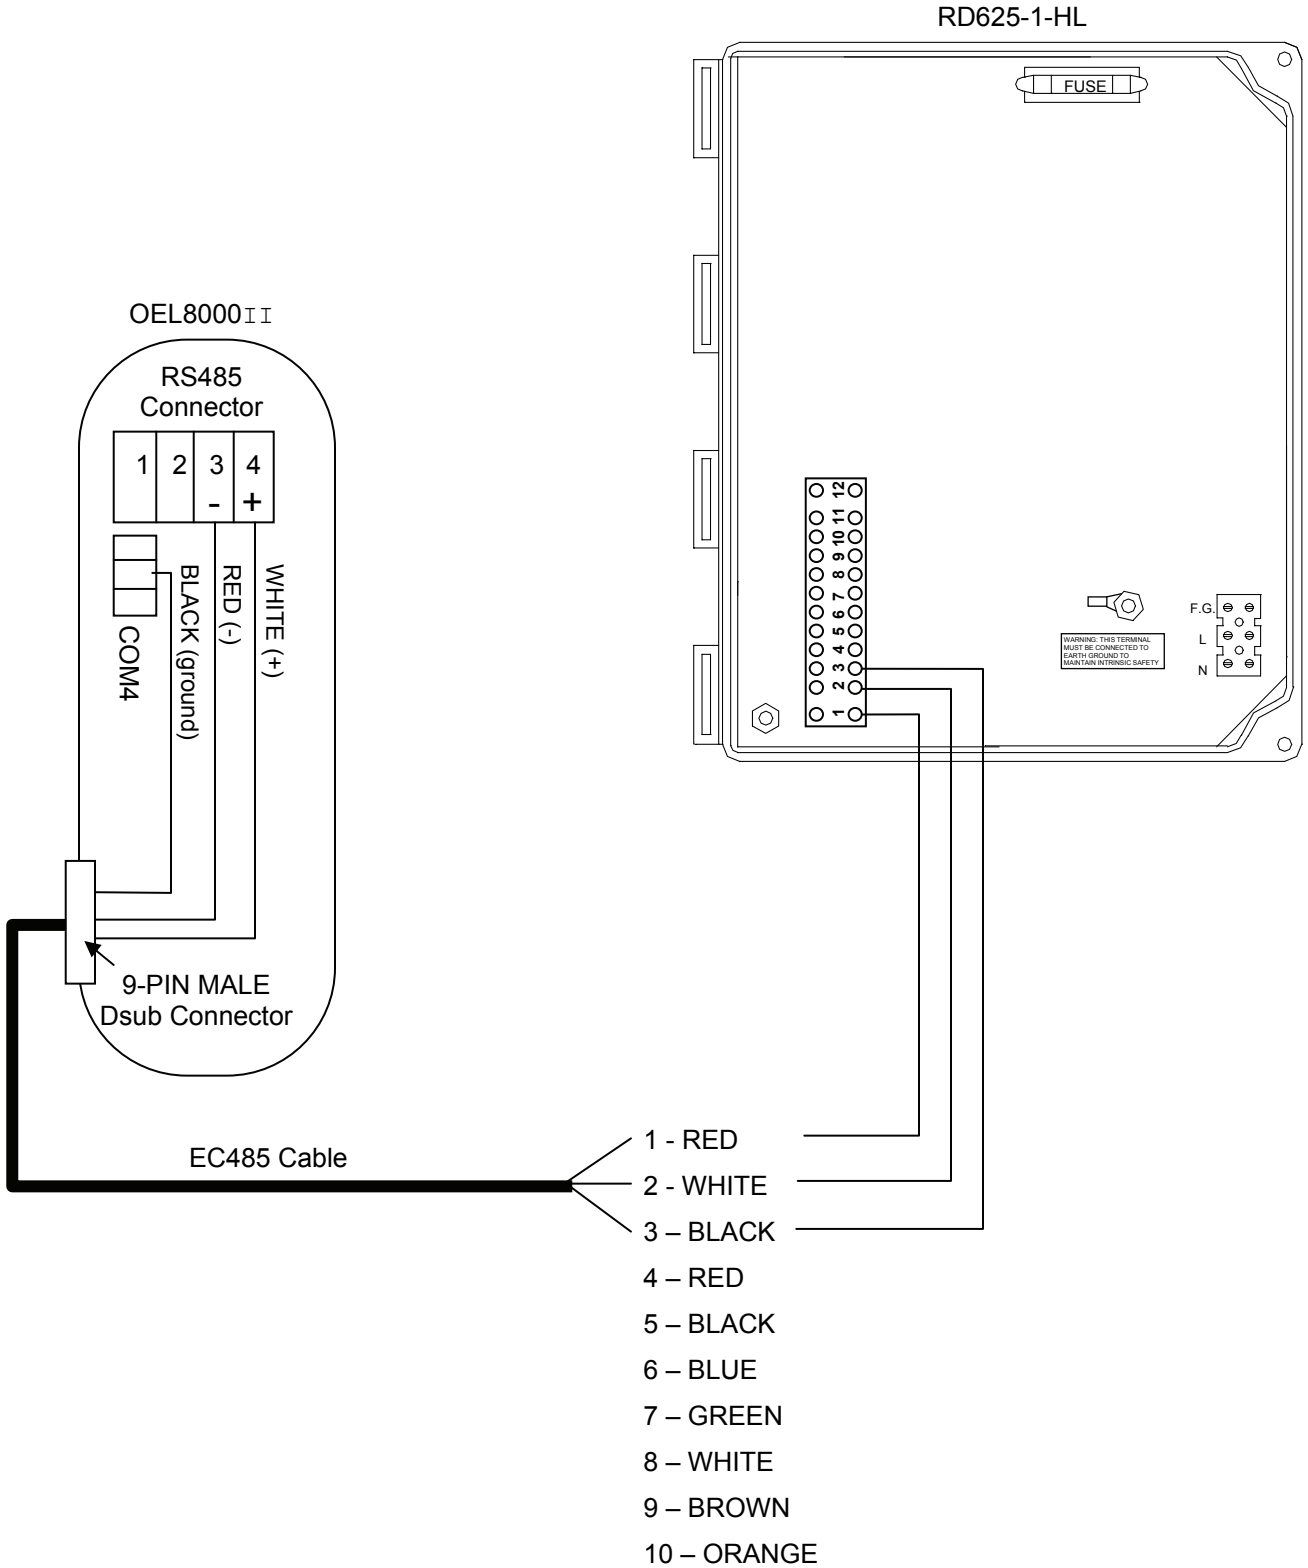 RD625-1-HL
FUSE
OEL8000II
RS485
Connector
1 2 3 4
- +
COM4
BLACK (ground)
RED (-)
WHITE (+)
12
11
10
9
8
7
6
5
4
3
2
1
WARNING: THIS TERMINAL
MUST BE CONNECTED TO
EARTH GROUND TO
MAINTAIN INTRINSIC SAFETY
F.G.
L
N
9-PIN MALE
Dsub Connector
EC485 Cable
1 - RED
2 - WHITE
3 – BLACK
4 – RED
5 – BLACK
6 – BLUE
7 – GREEN
8 – WHITE
9 – BROWN
10 – ORANGE